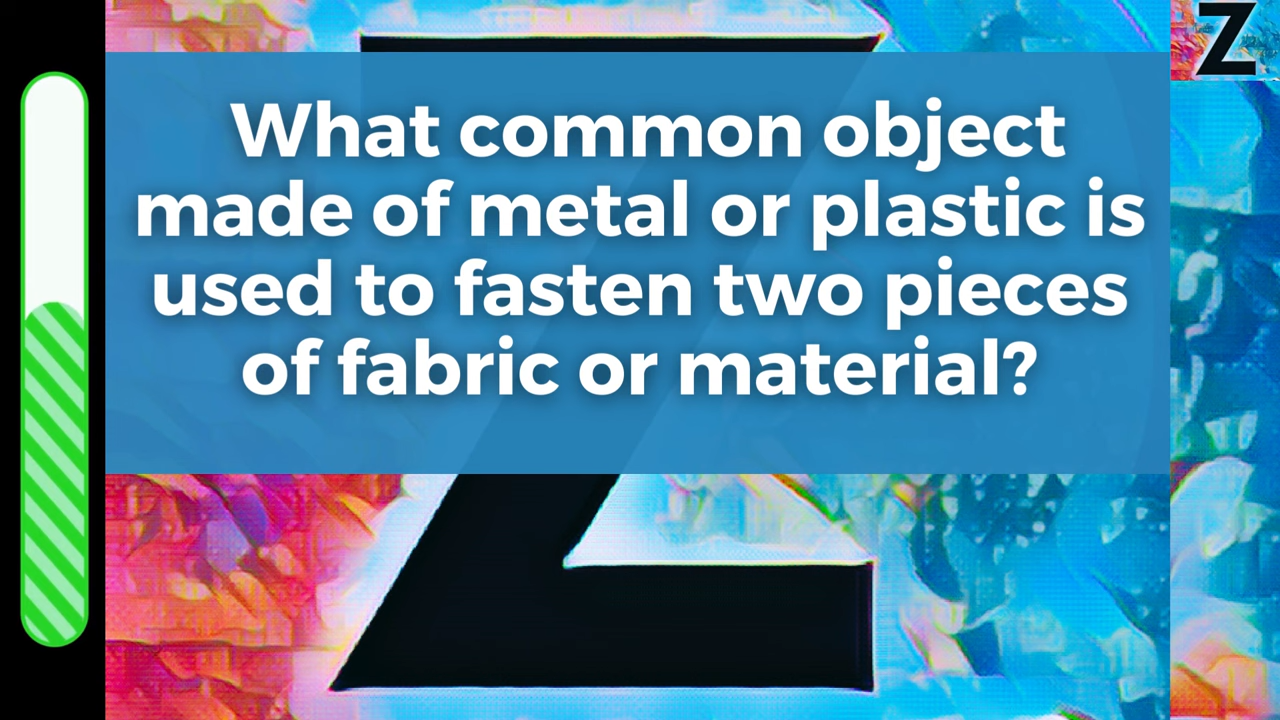 Z
What common object
made of metal or plastic is
used to fasten two pieces
of fabric or material?
Z